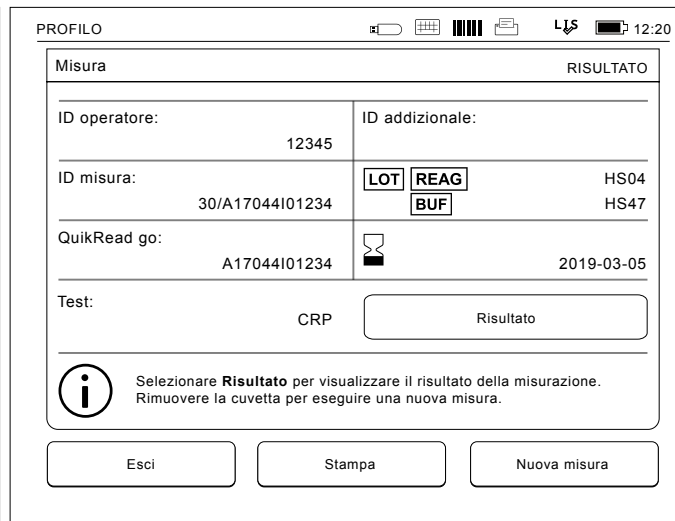 PROFILO LIS 12:20
Misura RISULTATO
ID operatore: ID addizionale:
12345
ID misura: LOT REAG HS04
30/A17044I01234 BUF HS47
QuikRead go:
A17044I01234 2019-03-05
Test:
CRP Risultato
Selezionare Risultato per visualizzare il risultato della misurazione.
Rimuovere la cuvetta per eseguire una nuova misura.
Esci Stampa Nuova misura